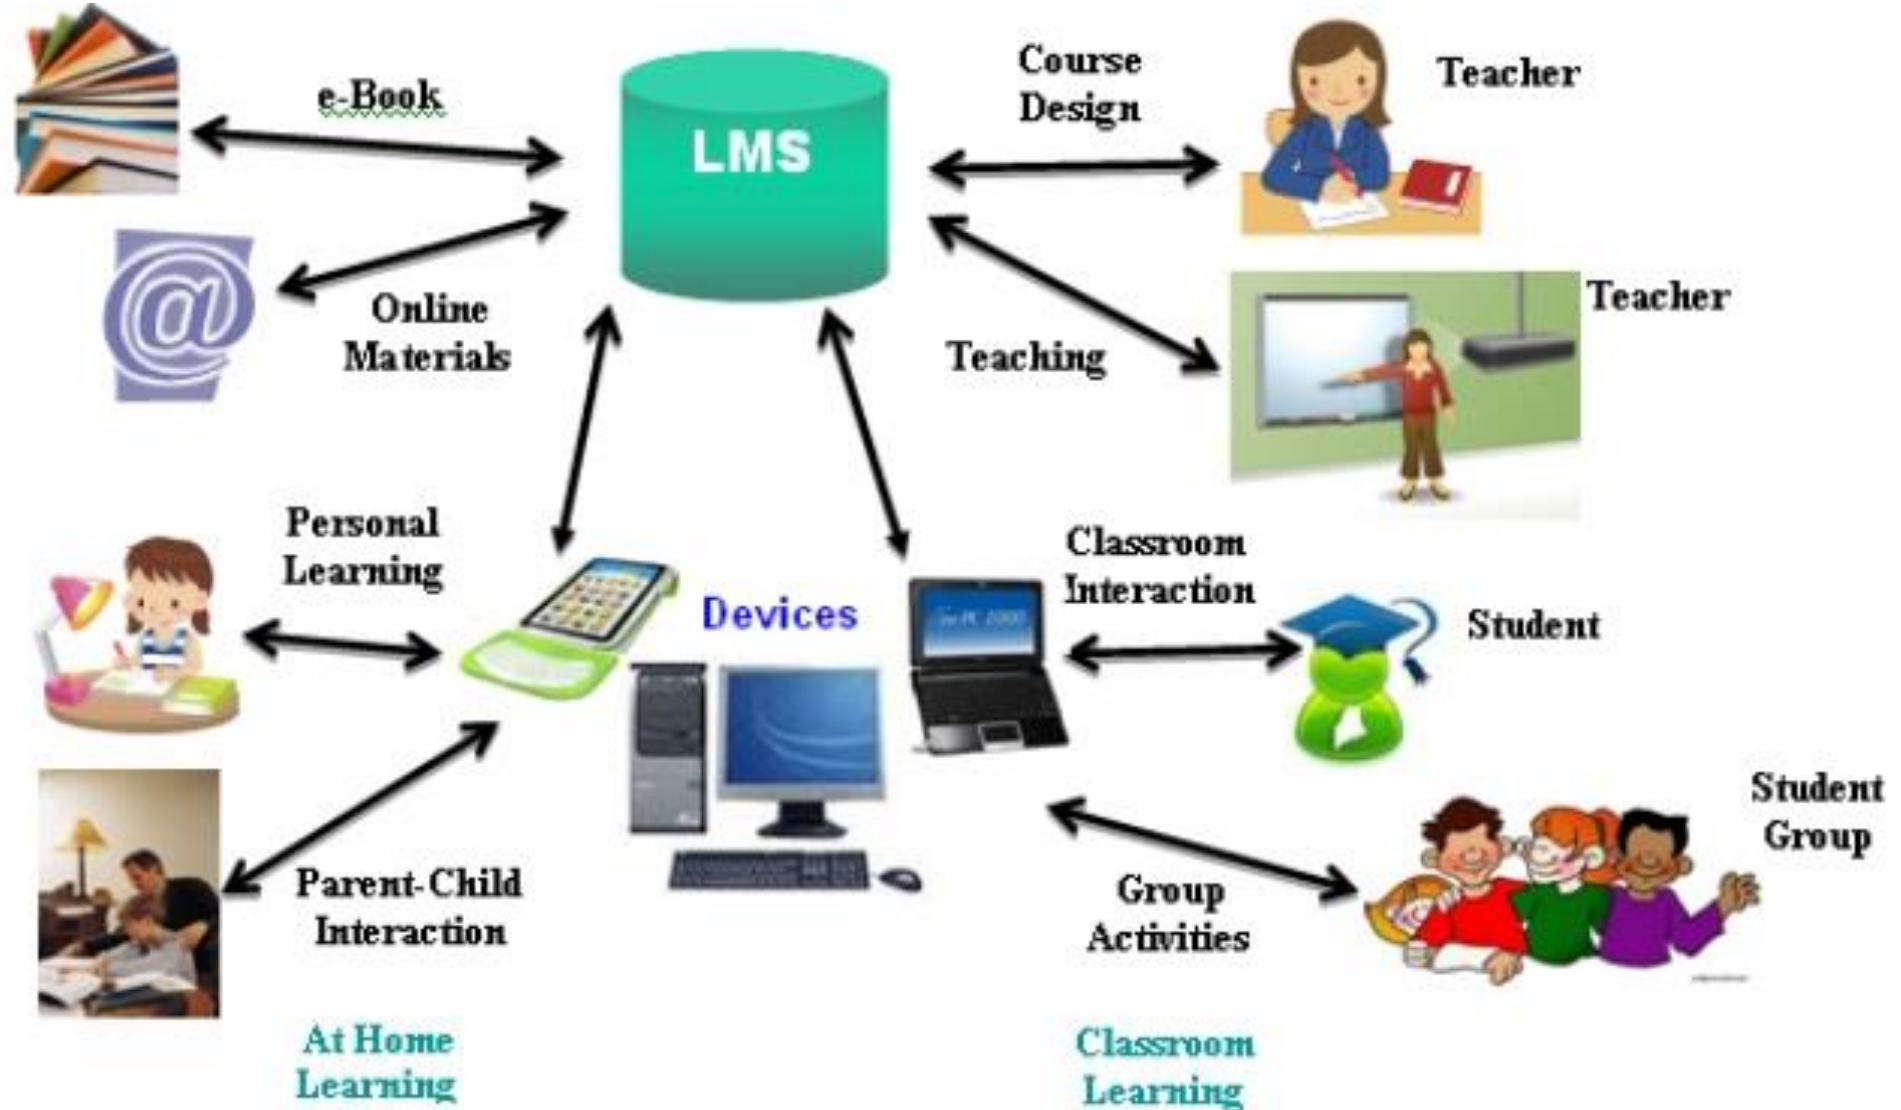 e-Book
LMS
Course
Design
Teacher
Online
Materials
Teaching
Teacher
Personal
Learning
Devices
Classroom
Interaction
Student
Parent-Child
Interaction
Group
Activities
Student
Group
At Home
Learning
Classroom
Learning